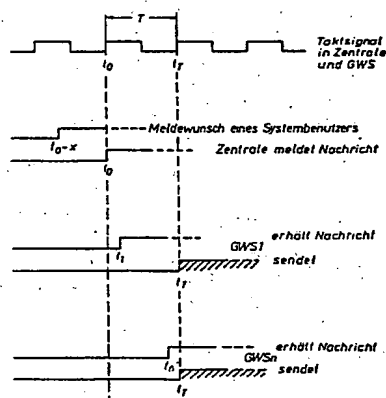 T
Taktsignal
in Zentrale
und GWS
t0 tT
Meldewunsch eines Systembenutzers
t0-x
Zentrale meldet Nachricht
t0
erhält Nachricht
GWS1
t1
sendet
tT
erhält Nachricht
GWSn
tn
sendet
tT